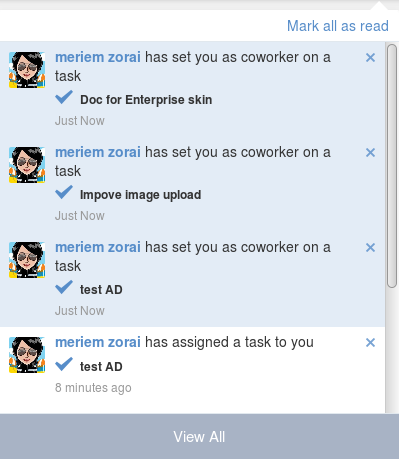 Mark all as read
meriem zorai has set you as coworker on a
task
Doc for Enterprise skin
Just Now
meriem zorai has set you as coworker on a
task
Impove image upload
Just Now
meriem zorai has set you as coworker on a
task
test AD
Just Now
meriem zorai has assigned a task to you
test AD
8 minutes ago
View All